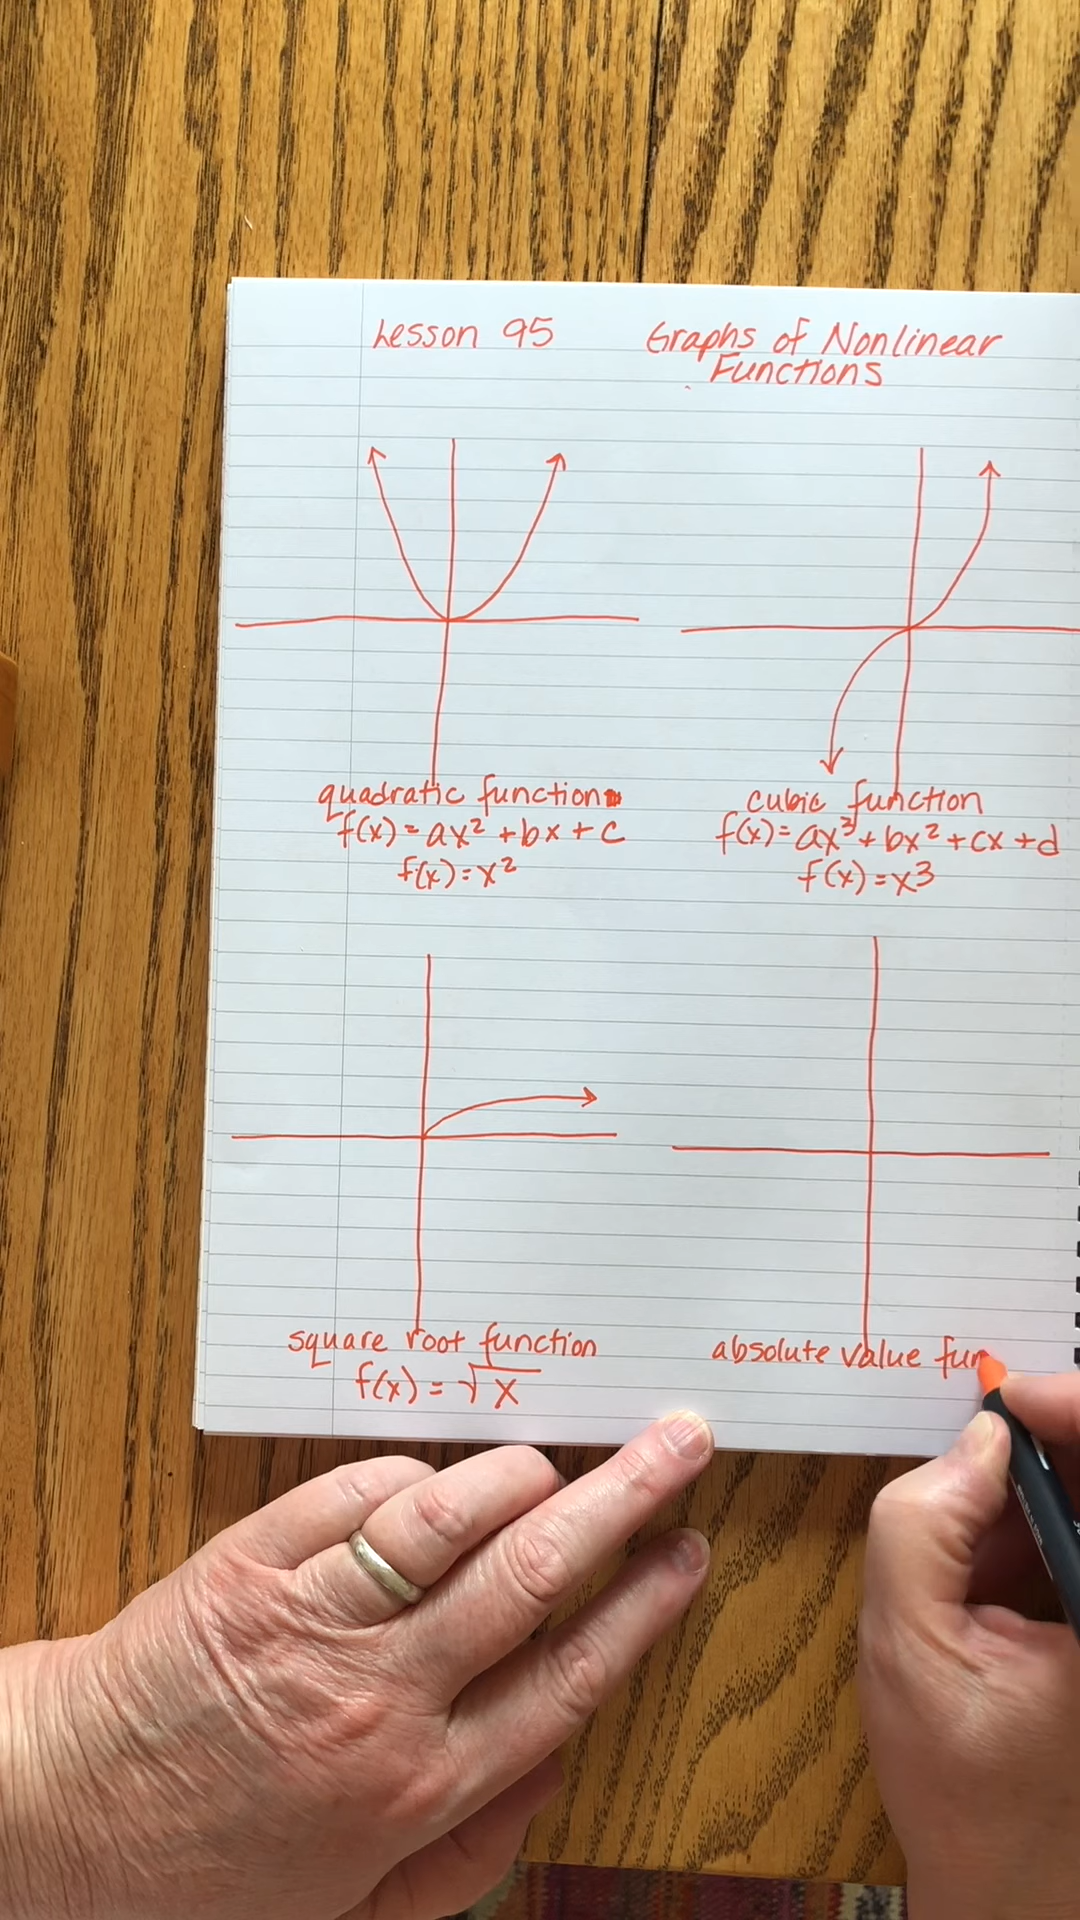 Lesson 95
Graphs of Nonlinear
Functions
quadratic function
f(x) = ax² + bx + c
f(x) = x²
cubic function
f(x) = ax³ + bx² + cx + d
f(x) = x³
square root function
f(x) = √x
absolute value fun